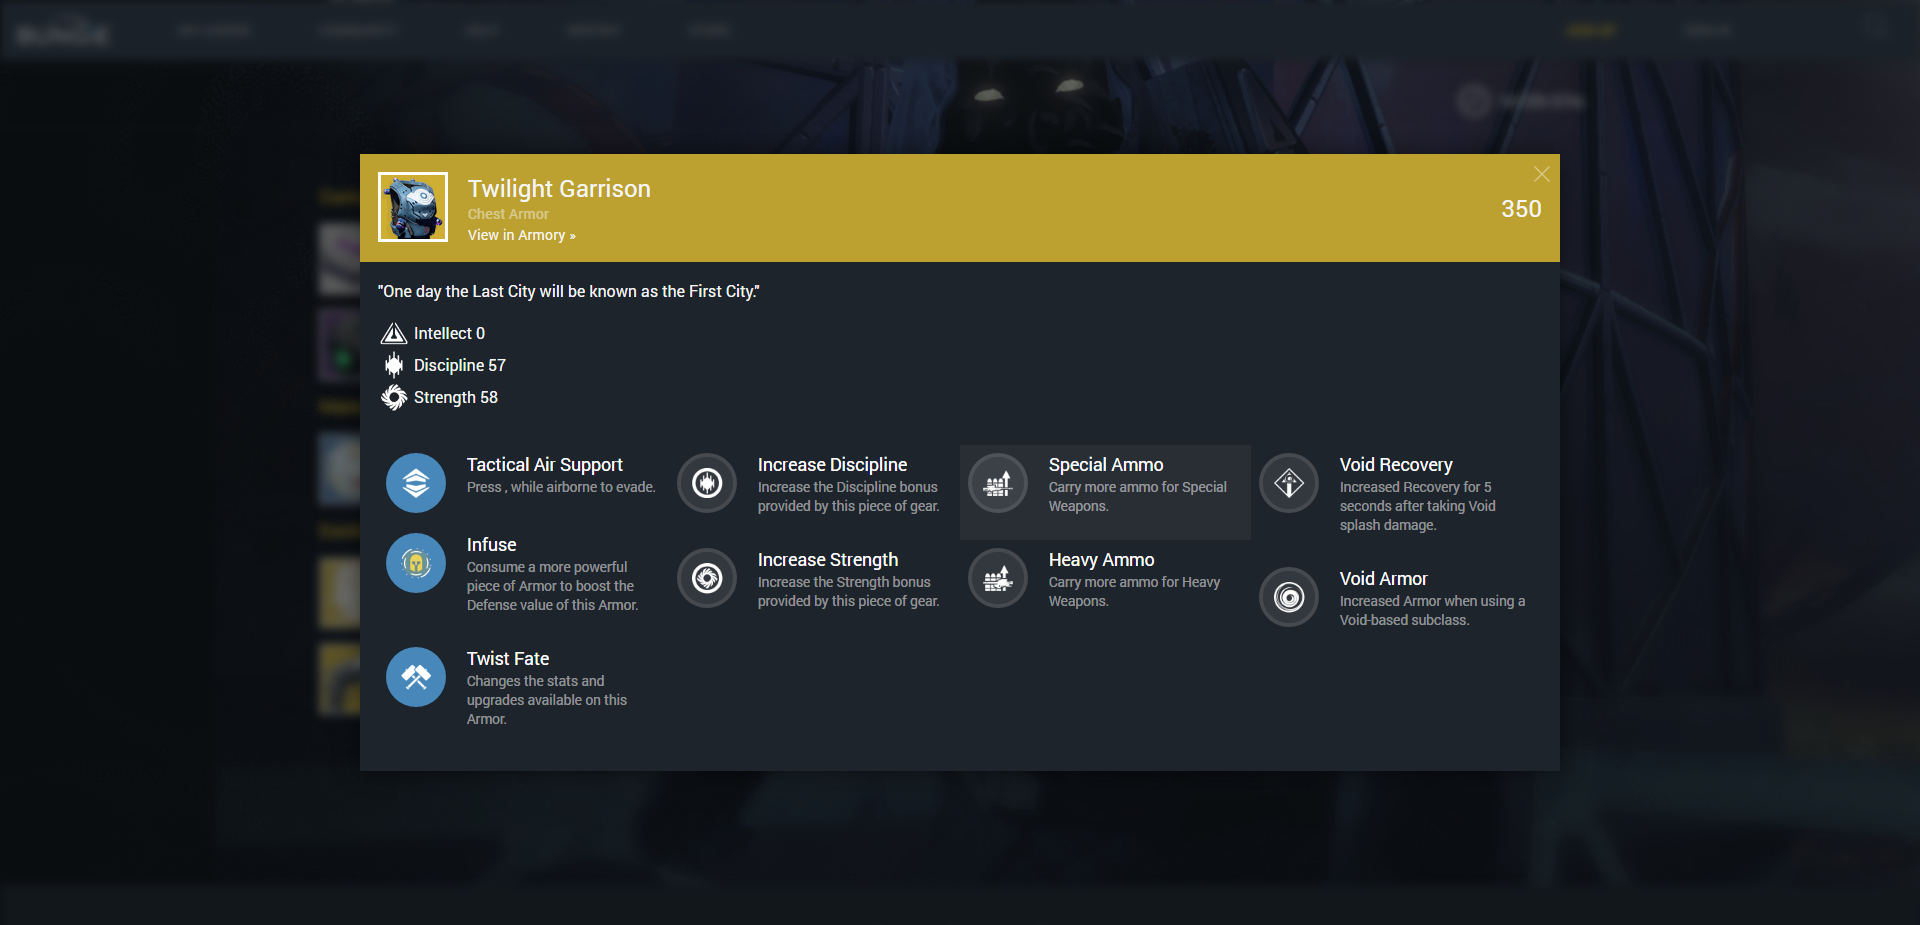 Twilight Garrison
Chest Armor
View in Armory »
350
"One day the Last City will be known as the First City."
Intellect 0
Discipline 57
Strength 58
Tactical Air Support
Press , while airborne to evade.
Infuse
Consume a more powerful
piece of Armor to boost the
Defense value of this Armor.
Twist Fate
Changes the stats and
upgrades available on this
Armor.
Increase Discipline
Increase the Discipline bonus
provided by this piece of gear.
Increase Strength
Increase the Strength bonus
provided by this piece of gear.
Special Ammo
Carry more ammo for Special
Weapons.
Heavy Ammo
Carry more ammo for Heavy
Weapons.
Void Recovery
Increased Recovery for 5
seconds after taking Void
splash damage.
Void Armor
Increased Armor when using a
Void-based subclass.